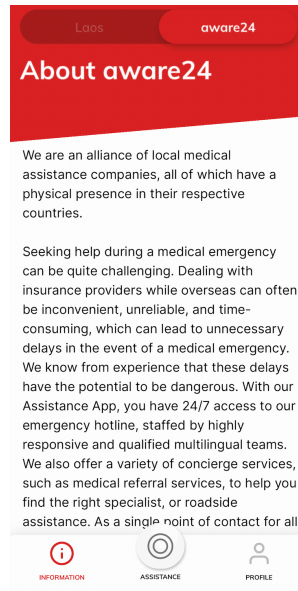 Laos
aware24
About aware24
We are an alliance of local medical
assistance companies, all of which have a
physical presence in their respective
countries.
Seeking help during a medical emergency
can be quite challenging. Dealing with
insurance providers while overseas can often
be inconvenient, unreliable, and time-
consuming, which can lead to unnecessary
delays in the event of a medical emergency.
We know from experience that these delays
have the potential to be dangerous. With our
Assistance App, you have 24/7 access to our
emergency hotline, staffed by highly
responsive and qualified multilingual teams.
We also offer a variety of concierge services,
such as medical referral services, to help you
find the right specialist, or roadside
assistance. As a single point of contact for all
INFORMATION
ASSISTANCE
PROFILE